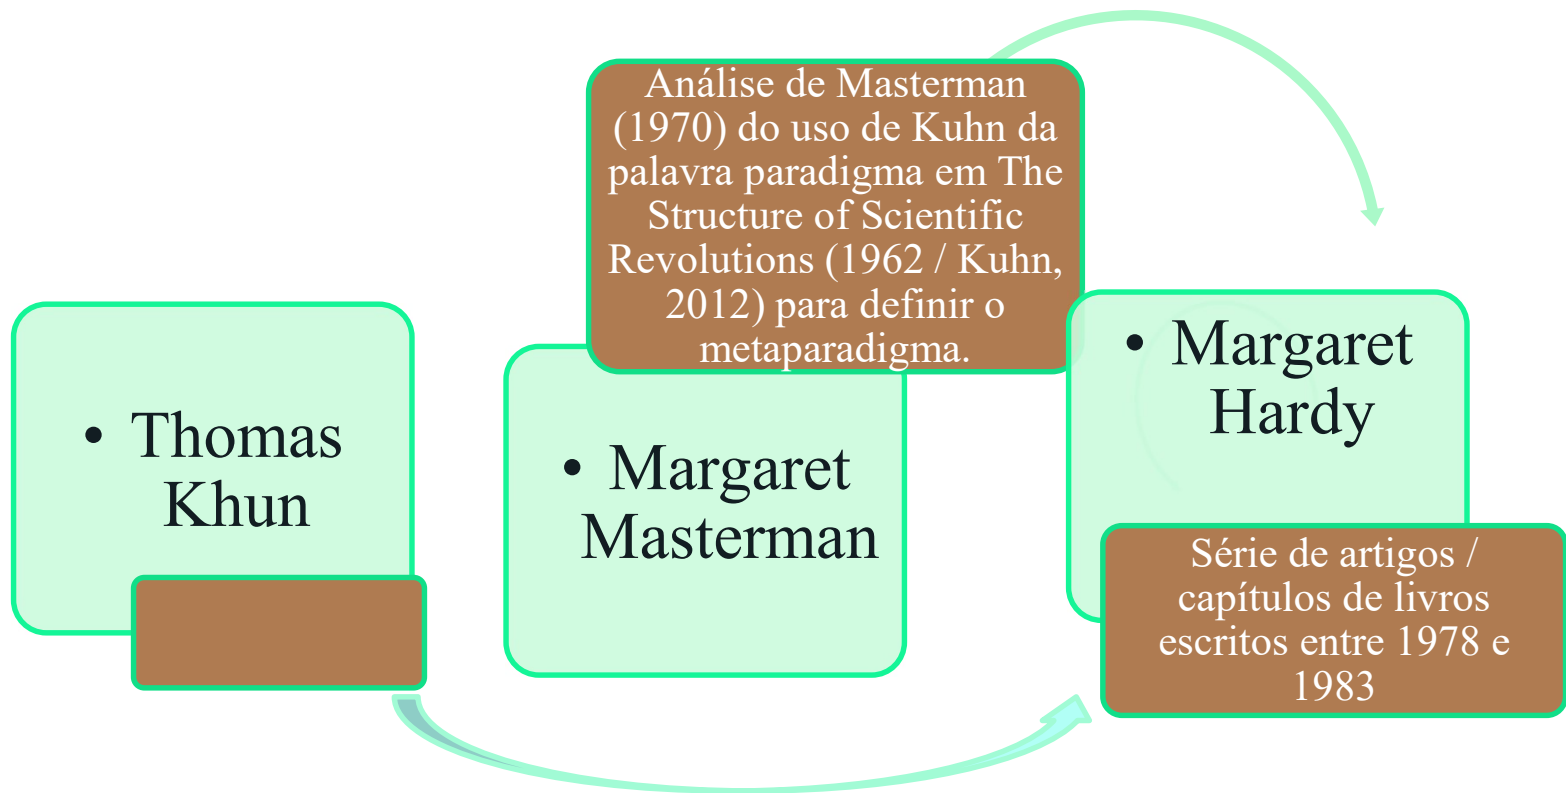 • Thomas
Khun
Análise de Masterman
(1970) do uso de Kuhn da
palavra paradigma em The
Structure of Scientific
Revolutions (1962 / Kuhn,
2012) para definir o
metaparadigma.
• Margaret
Masterman
• Margaret
Hardy
Série de artigos /
capítulos de livros
escritos entre 1978 e
1983